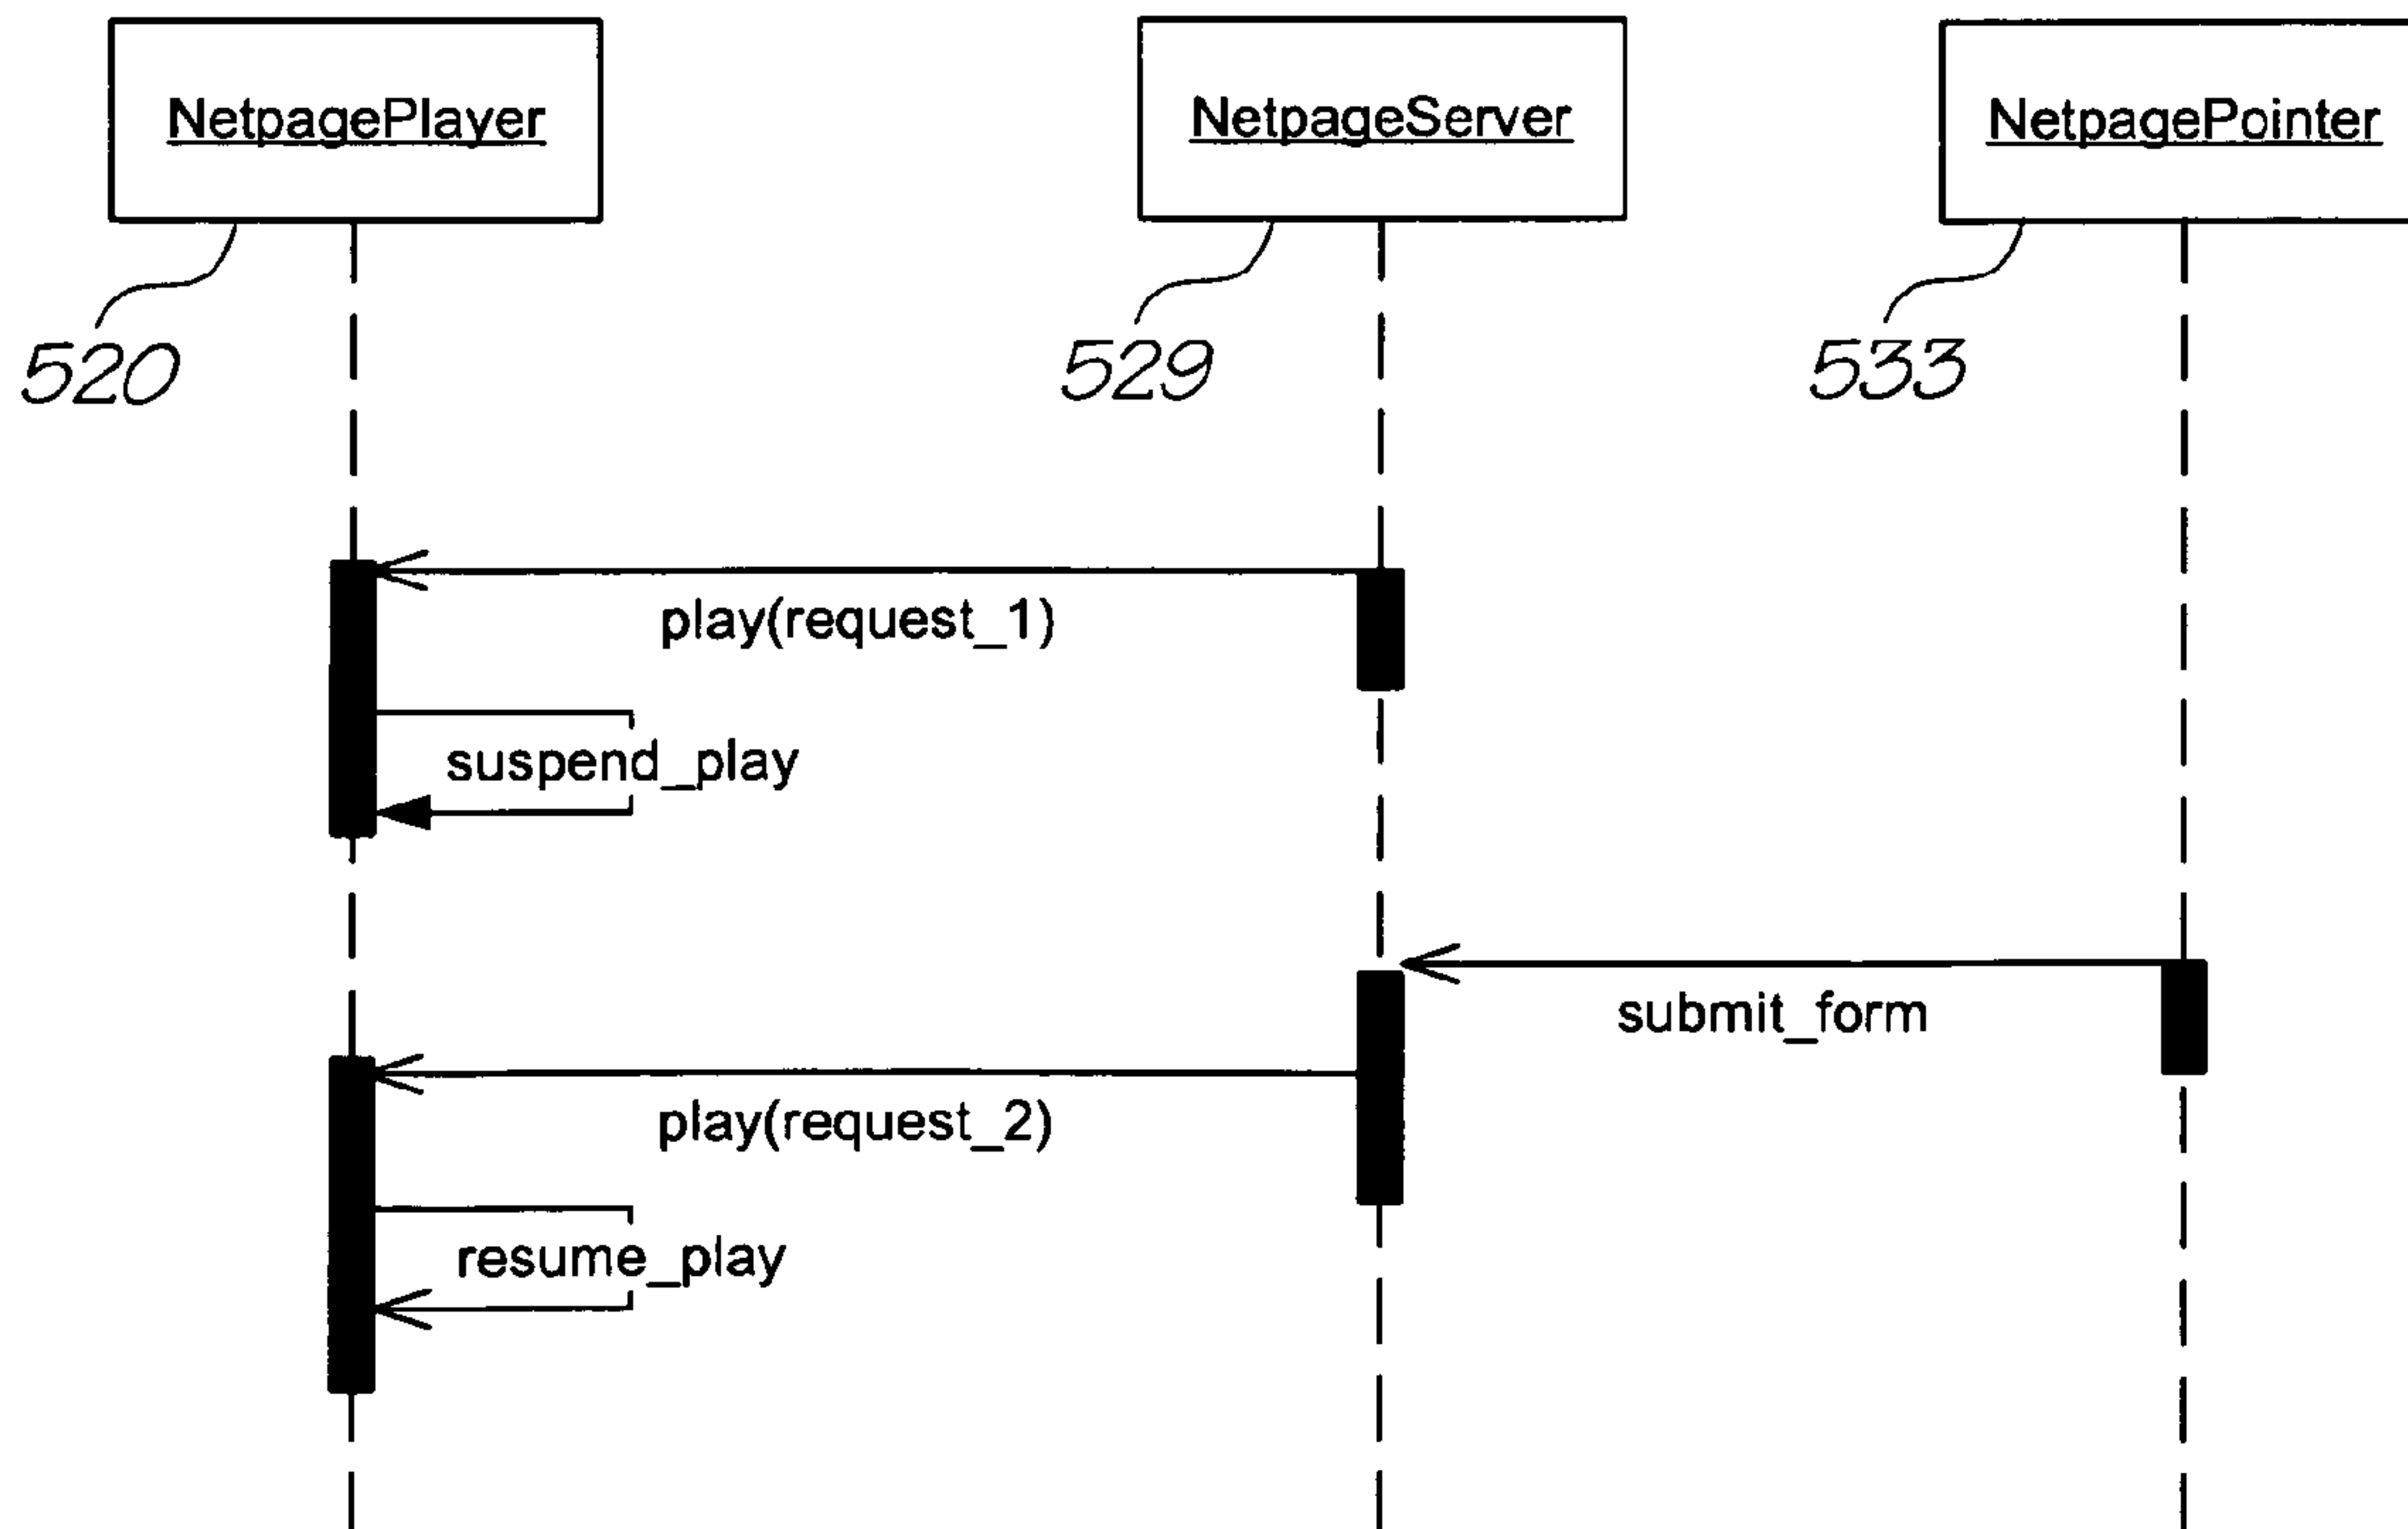 NetpagePlayer
NetpageServer
NetpagePointer
520
529
533
play(request_1)
suspend_play
submit_form
play(request_2)
resume_play